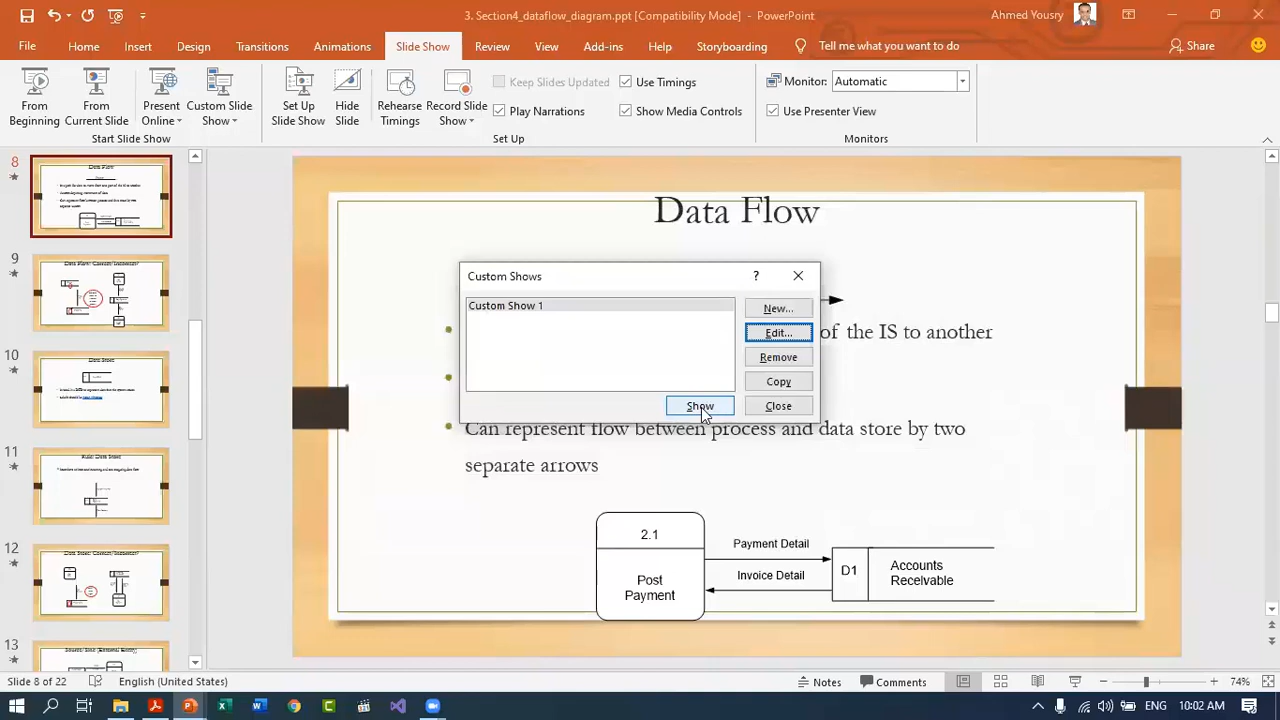 3. Section4_dataflow_diagram.ppt [Compatibility Mode] - PowerPoint
Ahmed Yousry
File
Home
Insert
Design
Transitions
Animations
Slide Show
Review
View
Add-ins
Help
Storyboarding
Tell me what you want to do
Share
From Beginning
From Current Slide
Present Online
Custom Slide Show
Set Up Slide Show
Hide Slide
Rehearse Timings
Record Slide Show
Keep Slides Updated
Play Narrations
Use Timings
Show Media Controls
Monitor:
Automatic
Use Presenter View
Start Slide Show
Set Up
Monitors
8
Data Flow
9
10
11
12
13
Data Flow
Custom Shows
?
Custom Show 1
New...
Edit...
Remove
Copy
Show
Close
of the IS to another
Can represent flow between process and data store by two
separate arrows
2.1
Post
Payment
Payment Detail
Invoice Detail
D1
Accounts
Receivable
Slide 8 of 22
English (United States)
Notes
Comments
74%
10:02 AM